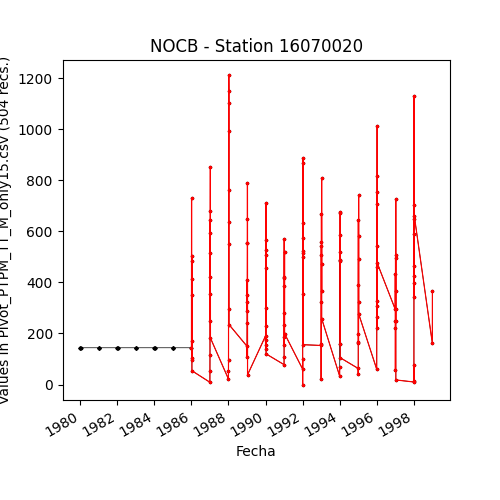 NOCB - Station 16070020
Values in Pivot_PTPM_TT_M_only15.csv (504 recs.)
1200
1000
800
600
400
200
0
1980 1982 1984 1986 1988 1990 1992 1994 1996 1998
Fecha